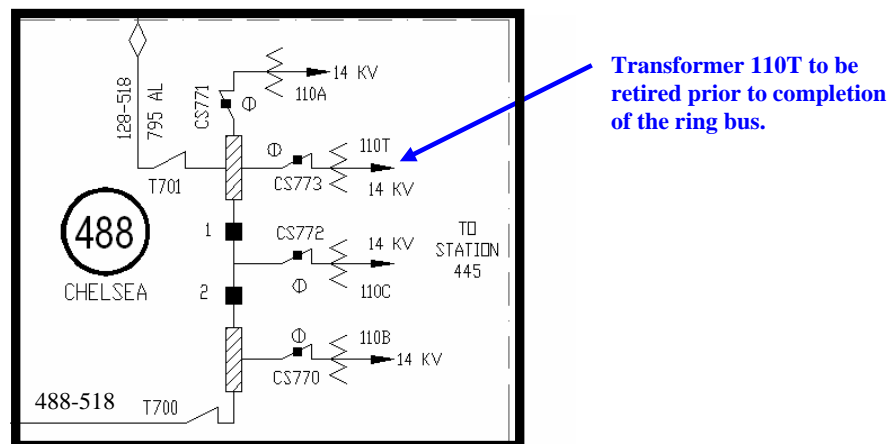 128-518
795 AL
CS771
14 KV
110A
Transformer 110T to be
retired prior to completion
of the ring bus.
110T
T701
CS773
14 KV
488
CHELSEA
1
CS772
14 KV
TO
STATION
445
2
110C
110B
14 KV
CS770
488-518
T700